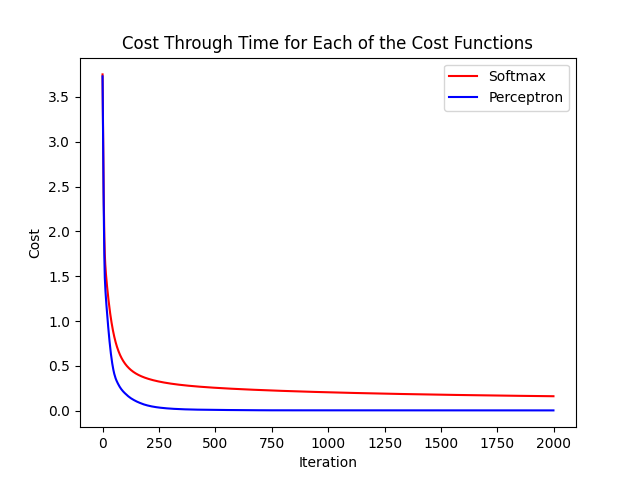 Cost Through Time for Each of the Cost Functions
Softmax
Perceptron
Cost
3.5
3.0
2.5
2.0
1.5
1.0
0.5
0.0
0 250 500 750 1000 1250 1500 1750 2000
Iteration